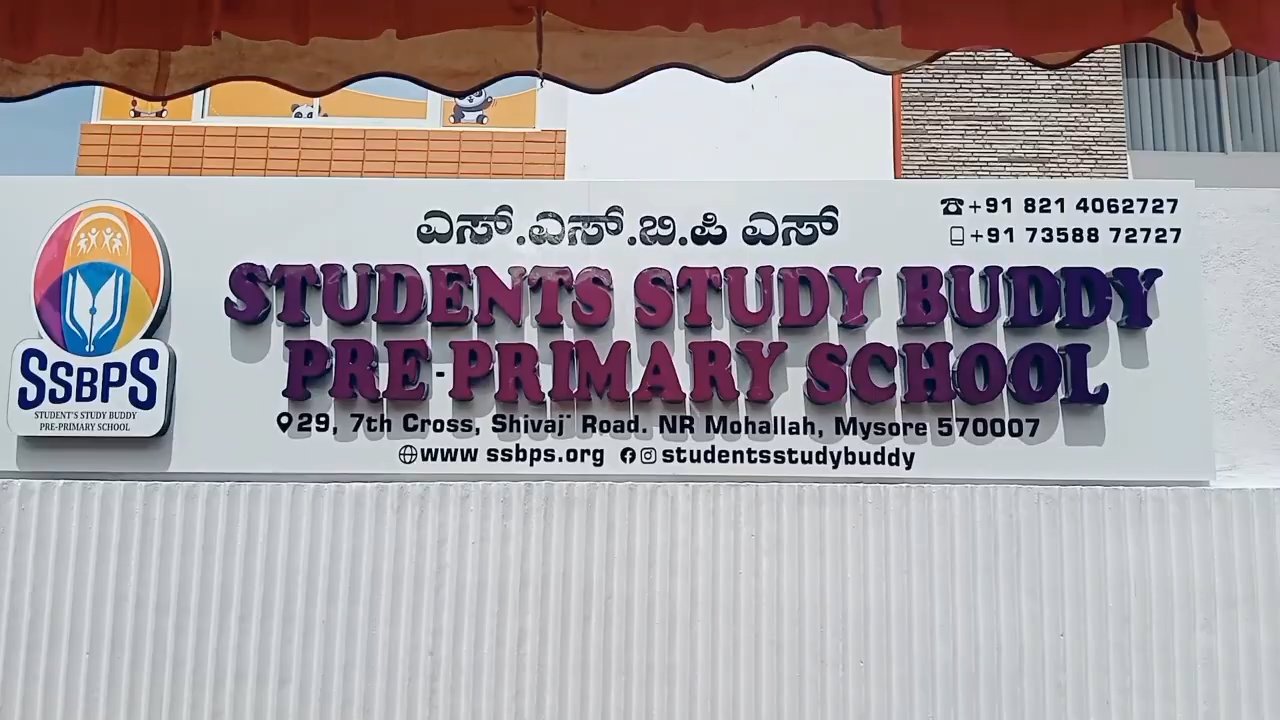 ಎಸ್.ಎಸ್.ಬಿ.ಪಿ ಎಸ್
+91 821 4062727
+91 73588 72727
STUDENTS STUDY BUDDY
PRE-PRIMARY SCHOOL
29, 7th Cross, Shivaji Road. NR Mohallah, Mysore 570007
www ssbps.org studentsstudybuddy
SSBPS
STUDENT'S STUDY BUDDY
PRE-PRIMARY SCHOOL